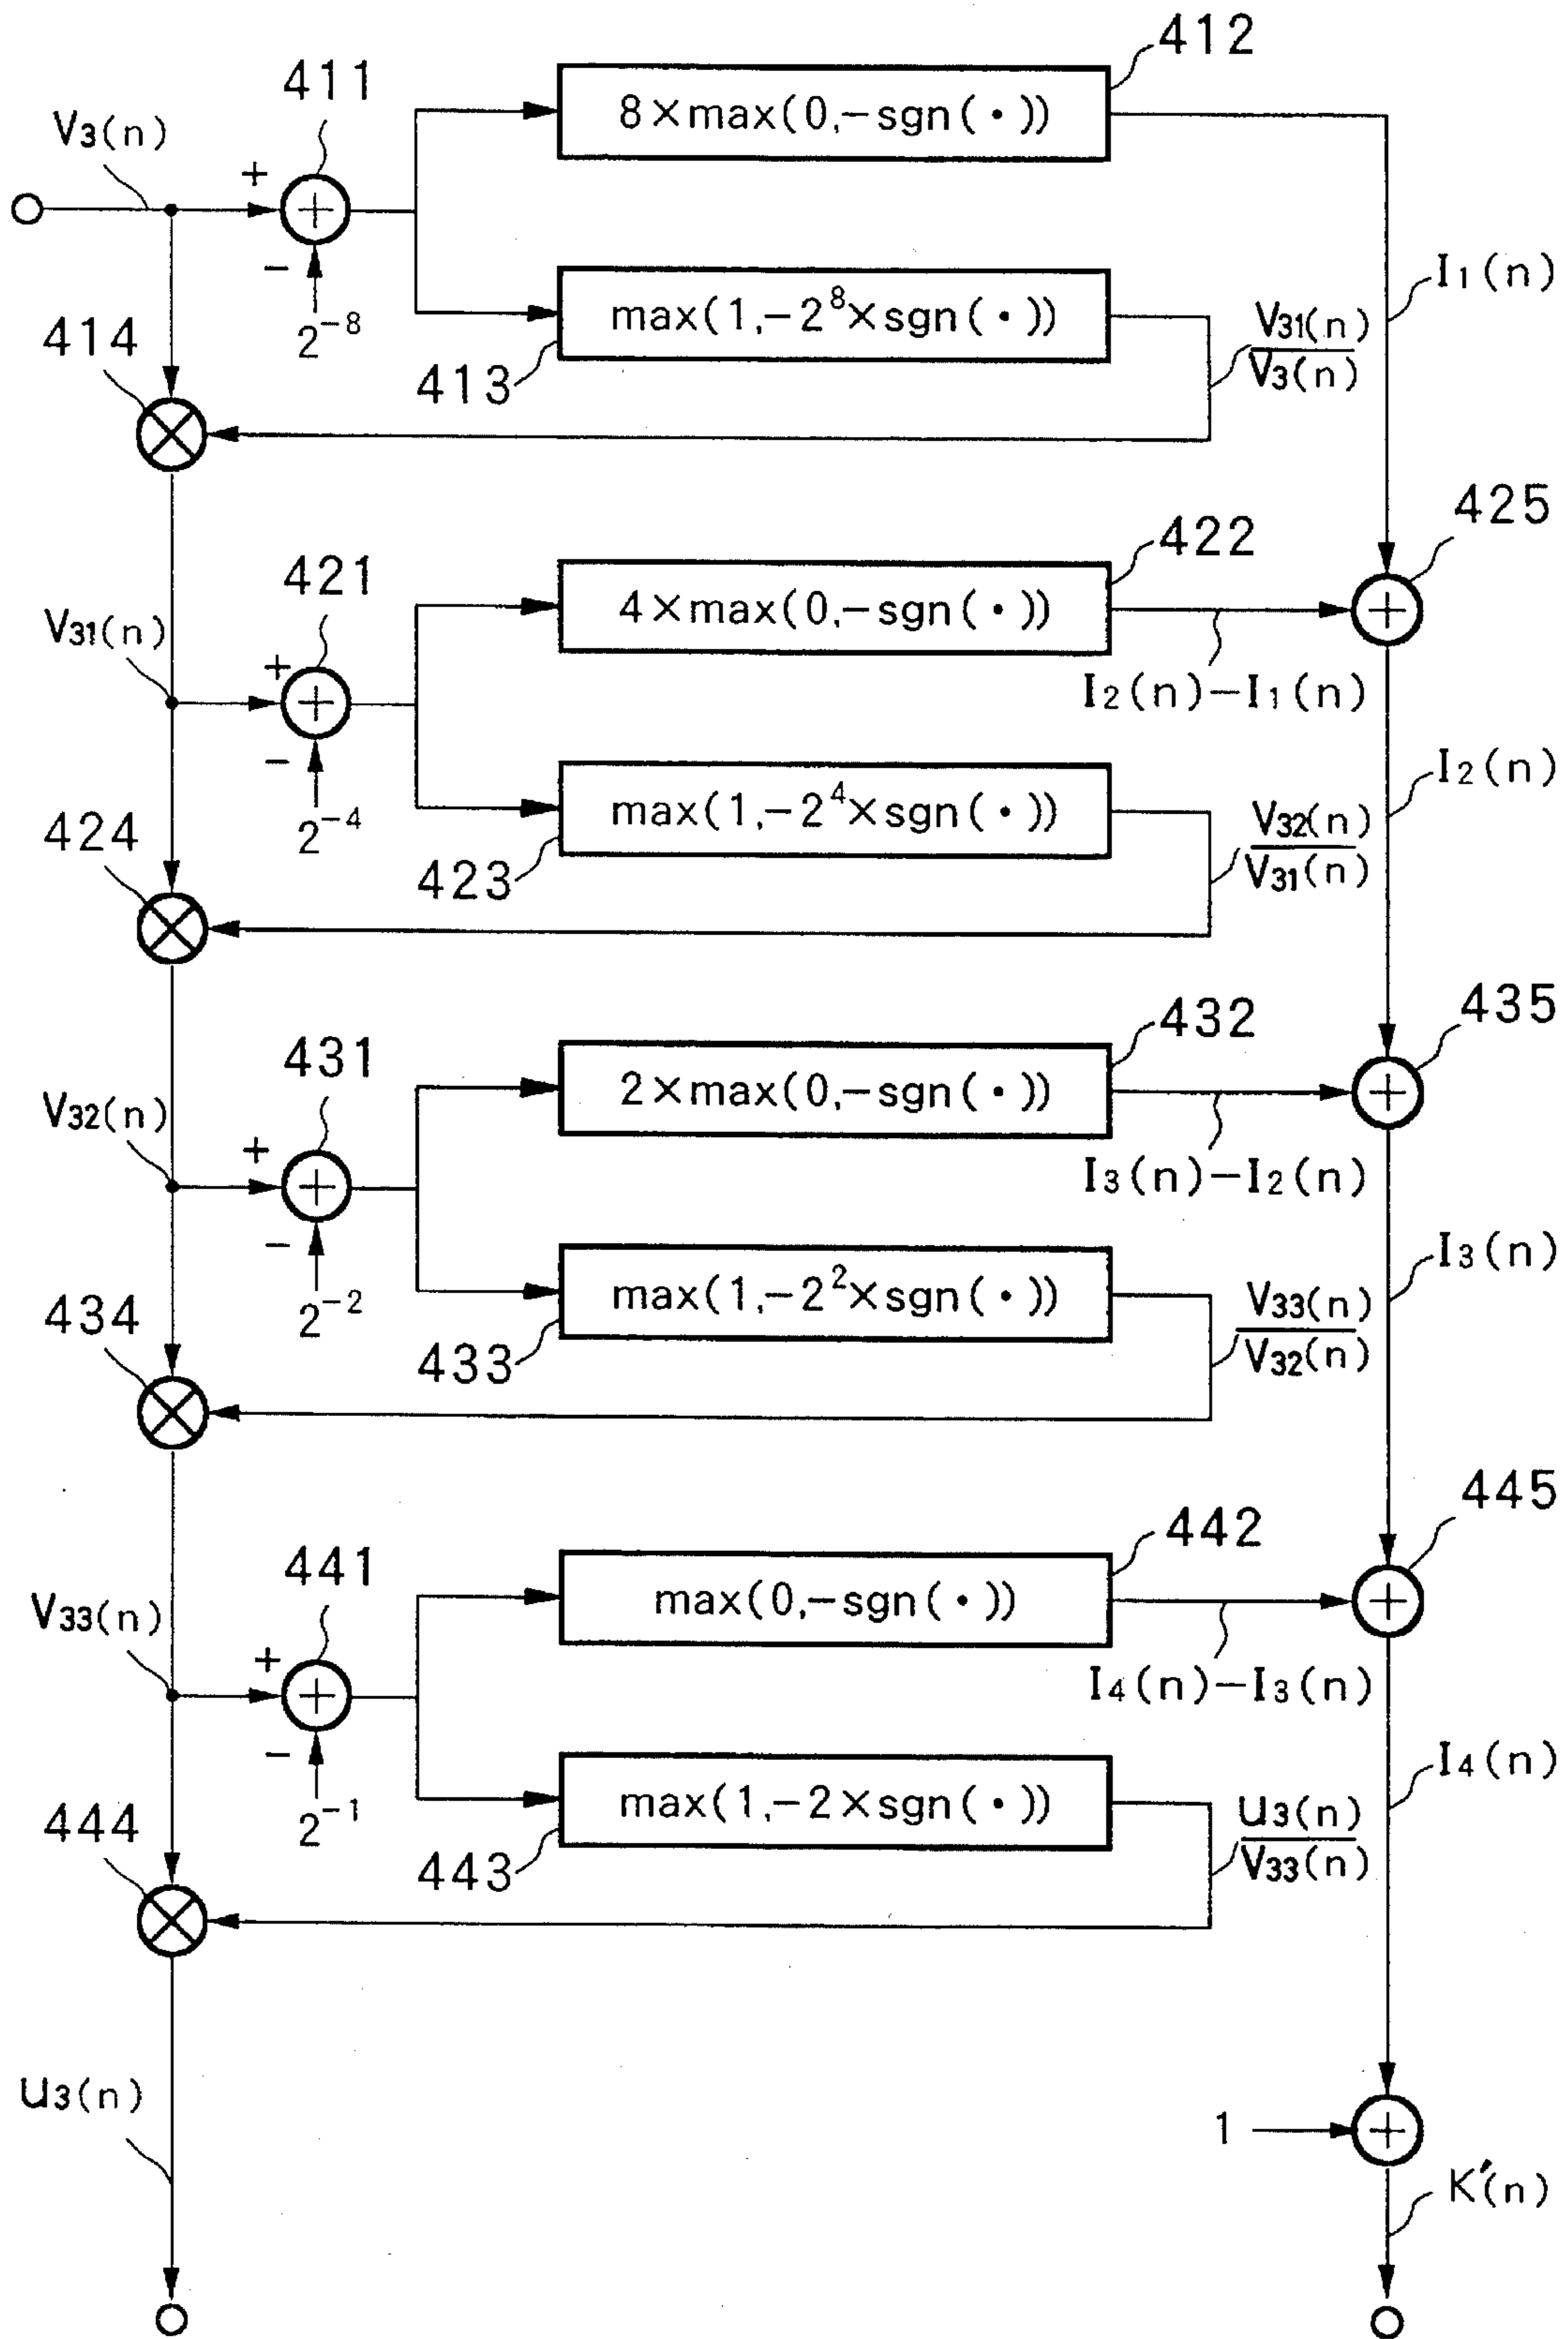 412
411
8×max(0,-sgn(•))
V3(n)
+
+
−
2⁻⁸
I1(n)
max(1,-2⁸×sgn(•))
V31(n)
V3(n)
414
413
425
422
421
4×max(0,-sgn(•))
+
V31(n)
+
+
I2(n)−I1(n)
−
2⁻⁴
I2(n)
max(1,-2⁴×sgn(•))
V32(n)
V31(n)
424
423
435
432
431
2×max(0,-sgn(•))
+
V32(n)
+
+
I3(n)−I2(n)
−
2⁻²
I3(n)
max(1,-2²×sgn(•))
V33(n)
V32(n)
434
433
445
442
441
max(0,-sgn(•))
+
V33(n)
+
+
I4(n)−I3(n)
−
2⁻¹
I4(n)
max(1,-2×sgn(•))
u3(n)
V33(n)
444
443
u3(n)
1
+
K′(n)